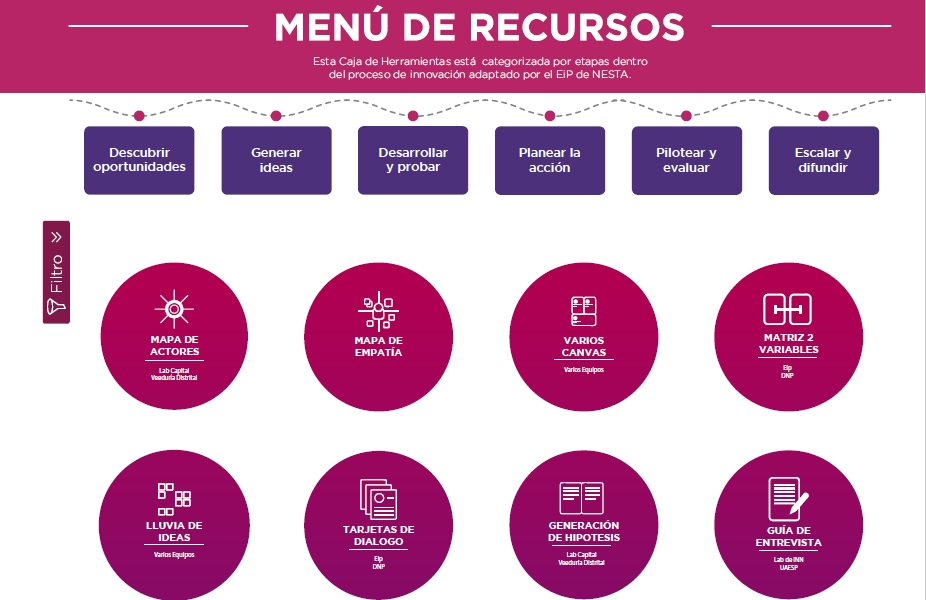 MENÚ DE RECURSOS
Esta Caja de Herramientas está categorizada por etapas dentro
del proceso de innovación adaptado por el EiP de NESTA.
Descubrir
oportunidades
Generar
ideas
Desarrollar
y probar
Planear la
acción
Pilotear y
evaluar
Escalar y
difundir
Filtro
MAPA DE
ACTORES
Lab Capital
Veeduría Distrital
MAPA DE
EMPATÍA
VARIOS
CANVAS
Varios Equipos
MATRIZ 2
VARIABLES
Eip
DNP
LLUVIA DE
IDEAS
Varios Equipos
TARJETAS DE
DIALOGO
Eip
DNP
GENERACIÓN
DE HIPOTESIS
Lab Capital
Veeduría Distrital
GUÍA DE
ENTREVISTA
Lab de INN
UAESP